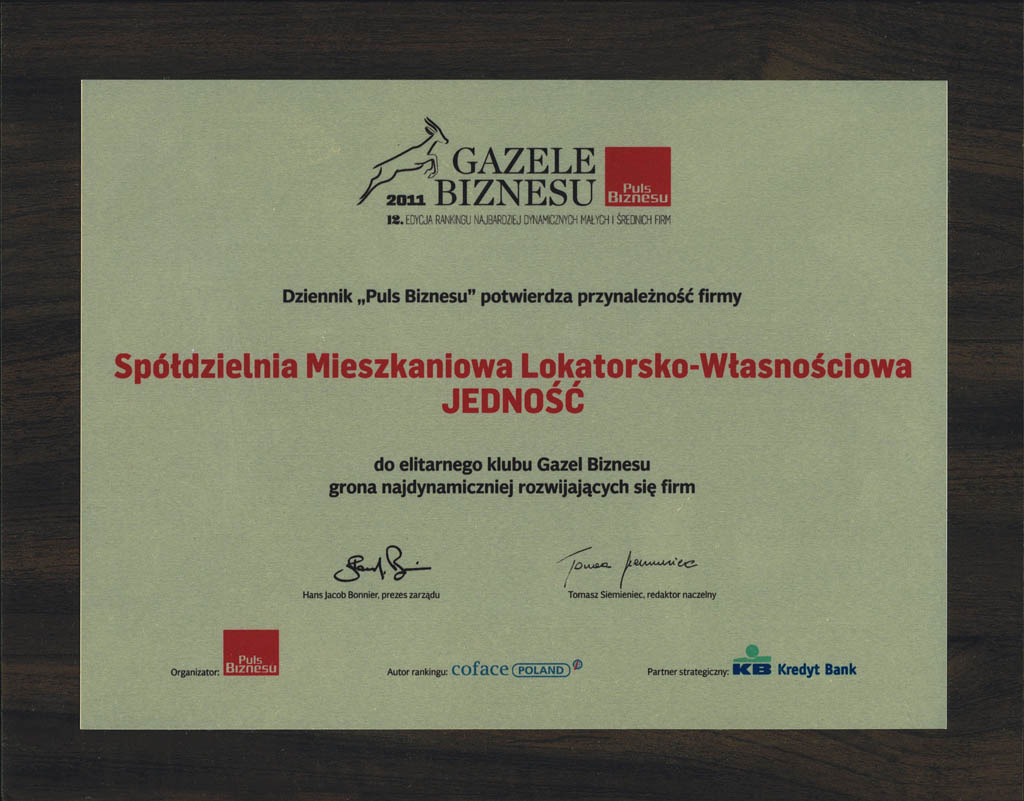 GAZELE
2011 BIZNESU
Puls
Biznesu
12. EDYCJA RANKINGU NAJBARDZIEJ DYNAMICZNYCH MAŁYCH I ŚREDNICH FIRM
Dziennik „Puls Biznesu” potwierdza przynależność firmy
Spółdzielnia Mieszkaniowa Lokatorsko-Własnościowa
JEDNOŚĆ
do elitarnego klubu Gazel Biznesu
grona najdynamiczniej rozwijających się firm
Hans Jacob Bonnier, prezes zarządu
Tomasz Siemieniec, redaktor naczelny
Organizator: Puls Biznesu
Autor rankingu: coface POLAND
Partner strategiczny: KB Kredyt Bank